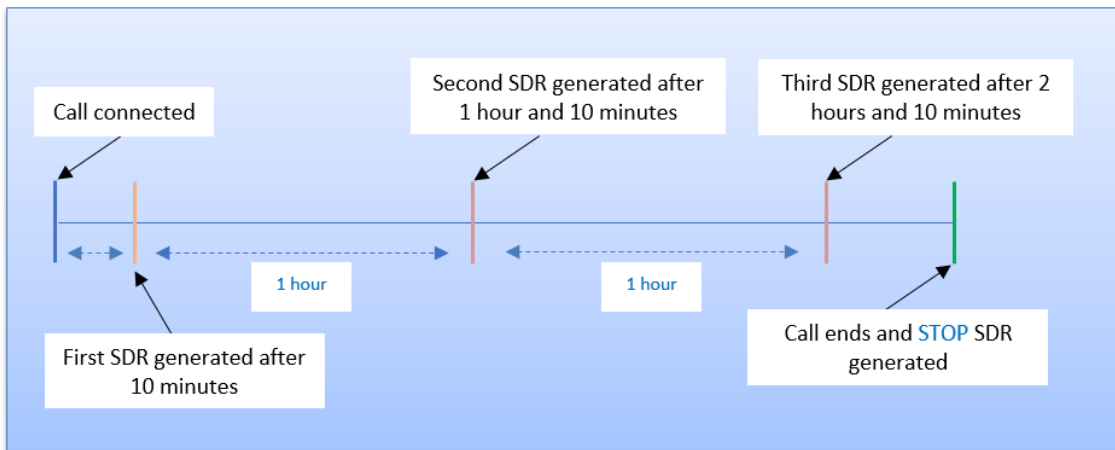 Call connected
Second SDR generated after
1 hour and 10 minutes
Third SDR generated after 2
hours and 10 minutes
1 hour
1 hour
First SDR generated after
10 minutes
Call ends and STOP SDR
generated